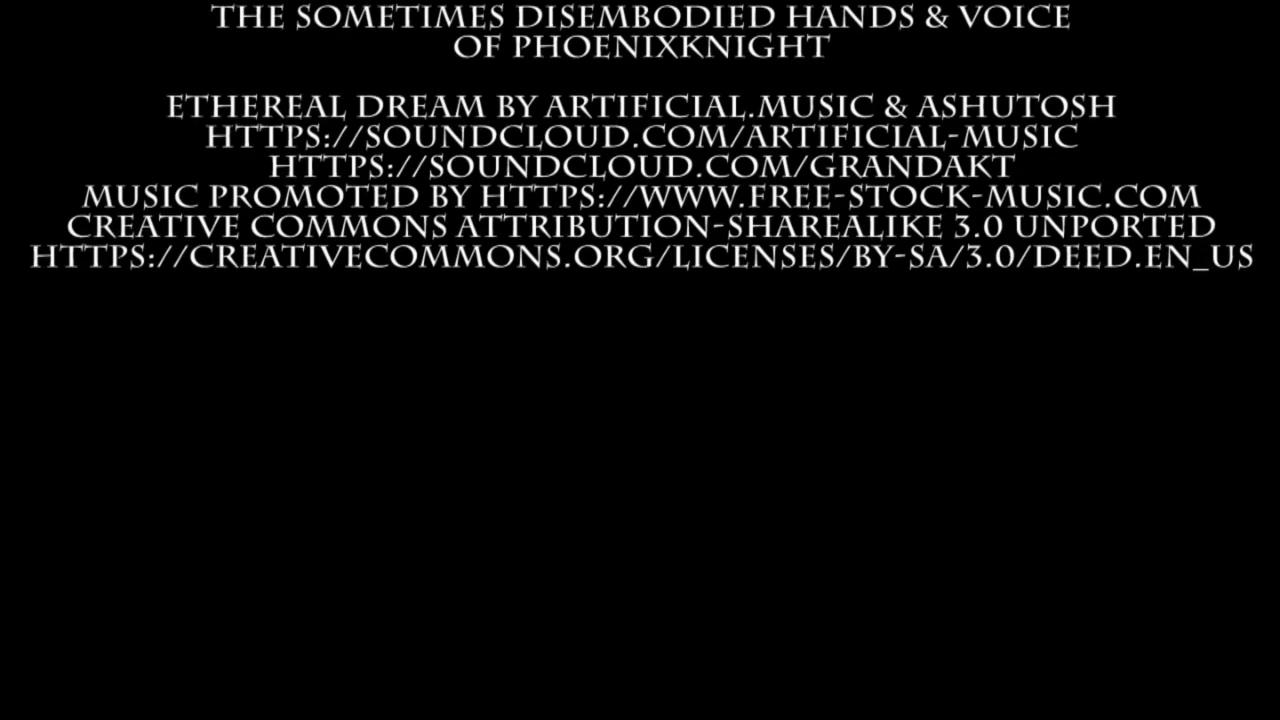 THE SOMETIMES DISEMBODIED HANDS & VOICE
OF PHOENIXKNIGHT
ETHEREAL DREAM BY ARTIFICIAL.MUSIC & ASHUTOSH
HTTPS://SOUNDCLOUD.COM/ARTIFICIAL-MUSIC
HTTPS://SOUNDCLOUD.COM/GRANDAKT
MUSIC PROMOTED BY HTTPS://WWW.FREE-STOCK-MUSIC.COM
CREATIVE COMMONS ATTRIBUTION-SHAREALIKE 3.0 UNPORTED
HTTPS://CREATIVECOMMONS.ORG/LICENSES/BY-SA/3.0/DEED.EN_US